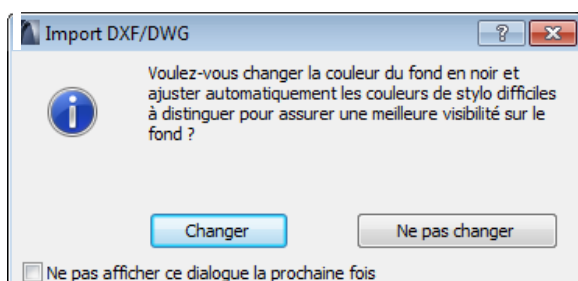 Import DXF/DWG
Voulez-vous changer la couleur du fond en noir et
ajuster automatiquement les couleurs de stylo difficiles
à distinguer pour assurer une meilleure visibilité sur le
fond ?
Changer
Ne pas changer
Ne pas afficher ce dialogue la prochaine fois